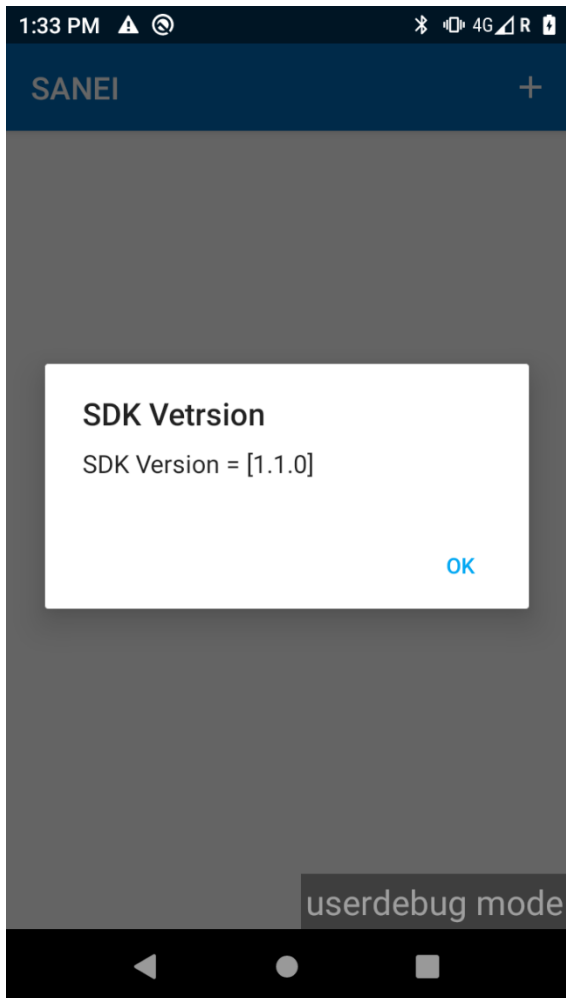 1:33 PM 4G R
SANEI +
SDK Vetrsion
SDK Version = [1.1.0]
OK
userdebug mode